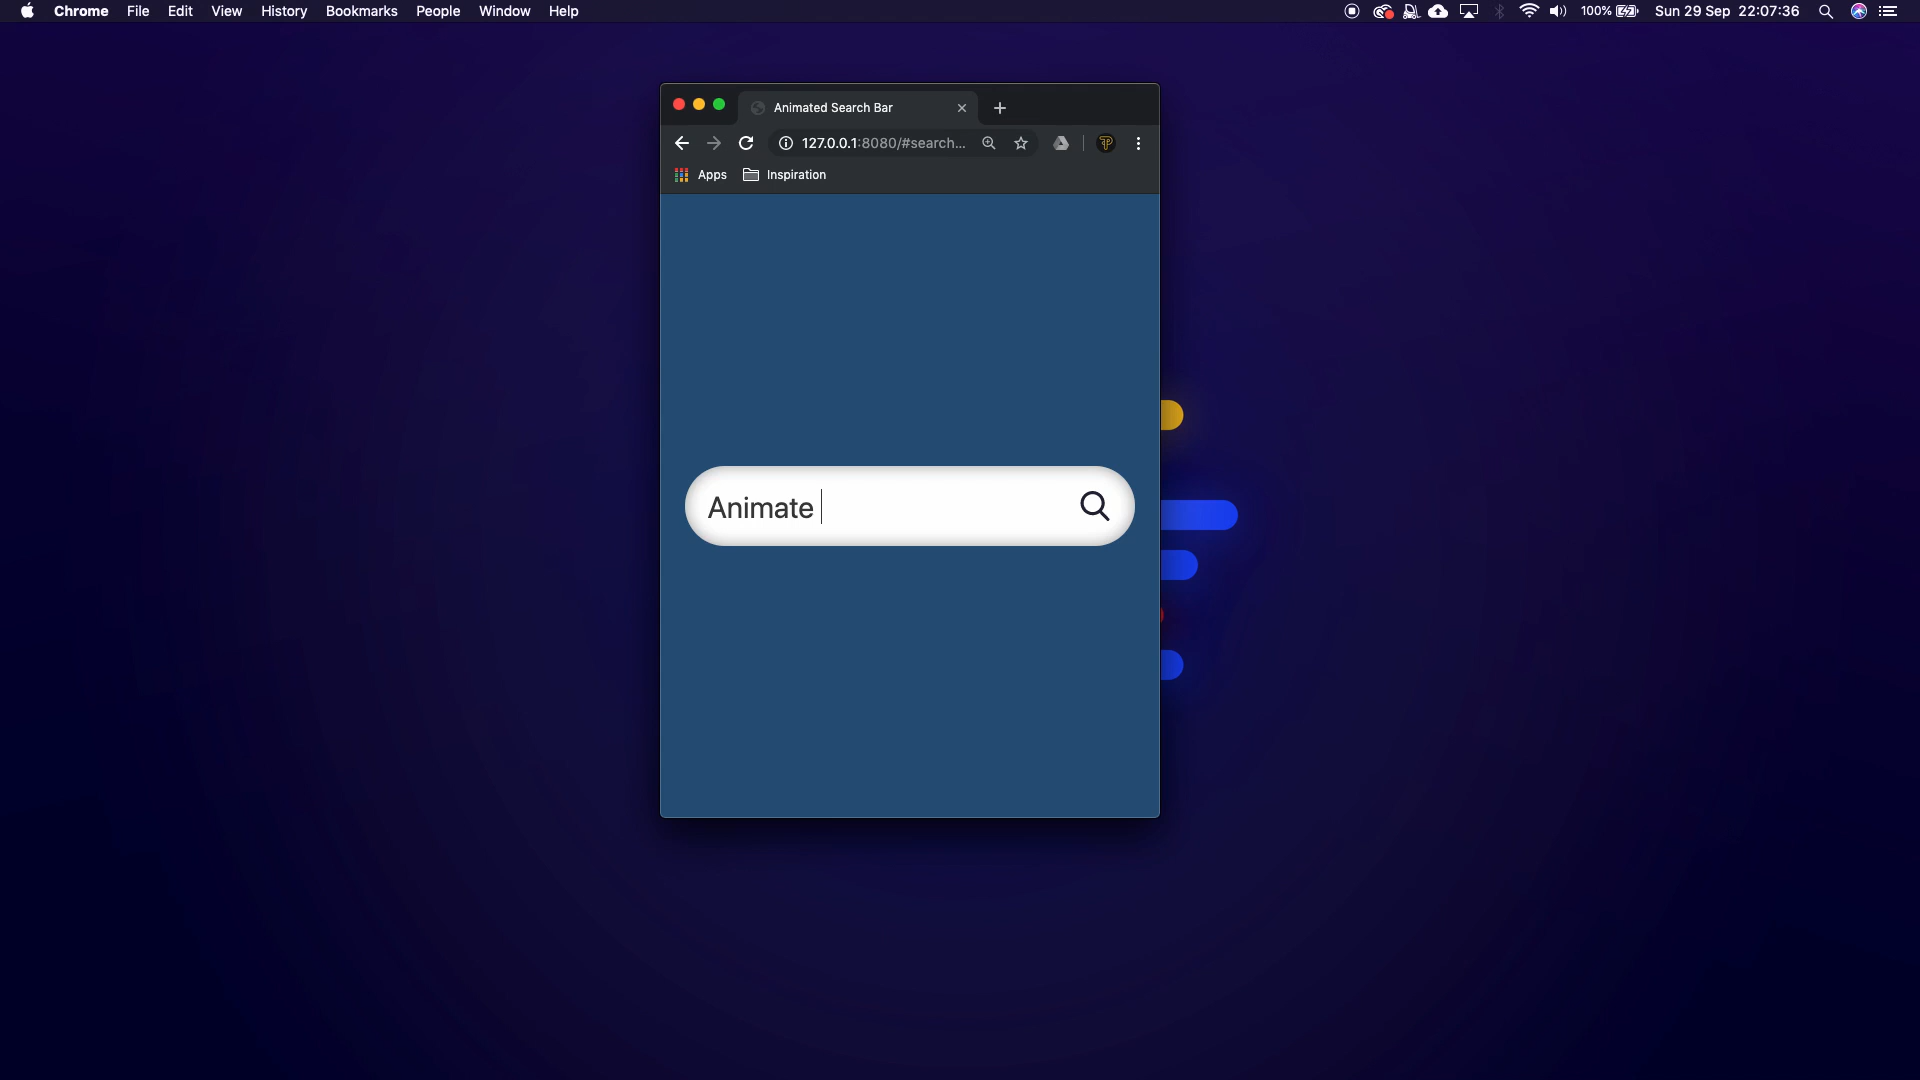 Chrome File Edit View History Bookmarks People Window Help 100% Sun 29 Sep 22:07:36
Animated Search Bar
127.0.0.1:8080/#search...
Apps Inspiration
Animate